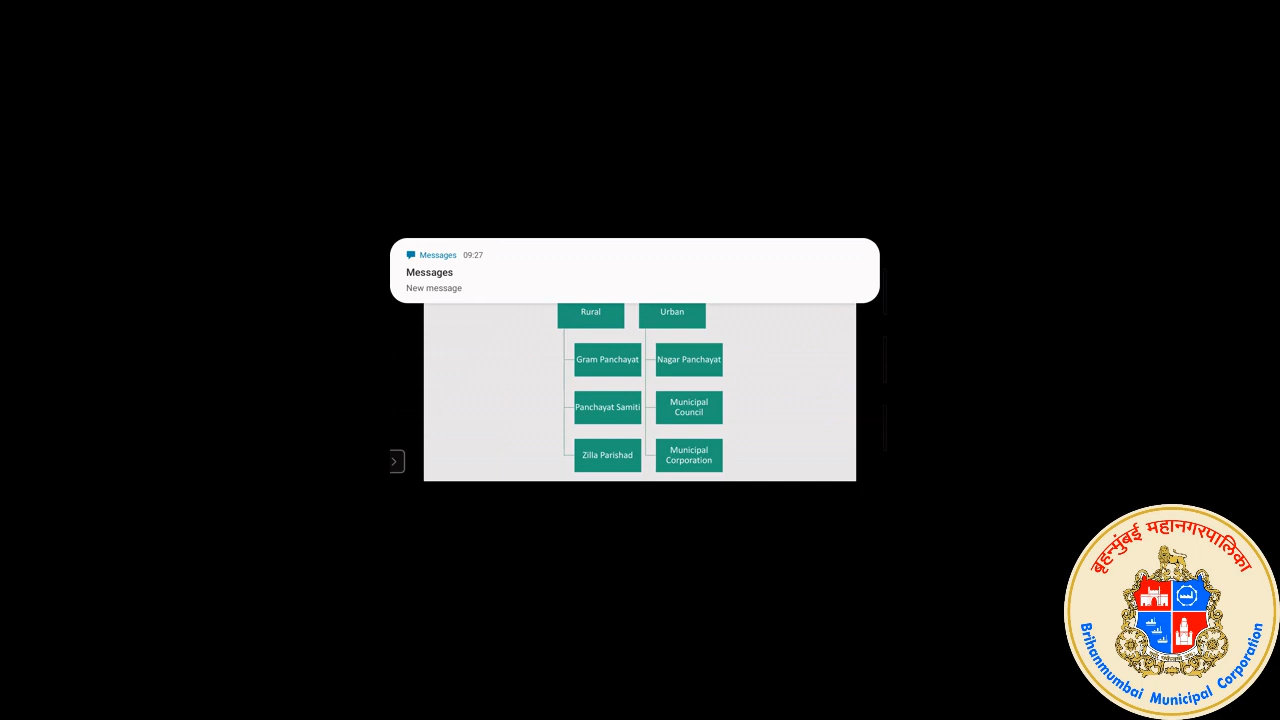 Messages 09:27
Messages
New message
Rural
Urban
Gram Panchayat
Nagar Panchayat
Panchayat Samiti
Municipal
Council
Zilla Parishad
Municipal
Corporation
बृहन्मुंबई महानगरपालिका
Brihanmumbai Municipal Corporation